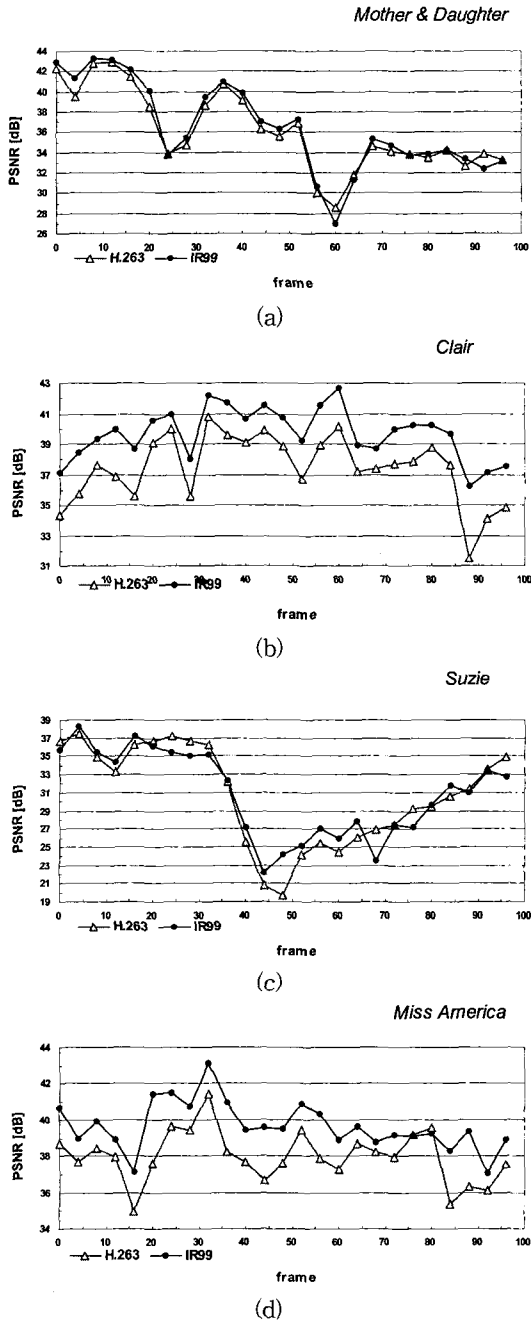 Mother & Daughter
44
42
40
38
36
34
32
30
28
26
PSNR [dB]
0 10 20 30 40 50 60 70 80 90 100
H.263 IR99
frame
(a)
Clair
43
41
39
37
35
33
31
PSNR [dB]
0 10 20 30 40 50 60 70 80 90 100
H.263 IR99
frame
(b)
Suzie
39
37
35
33
31
29
27
25
23
21
19
PSNR [dB]
0 10 20 30 40 50 60 70 80 90 100
H.263 IR99
frame
(c)
Miss America
44
42
40
38
36
34
PSNR [dB]
0 10 20 30 40 50 60 70 80 90 100
H.263 IR99
frame
(d)